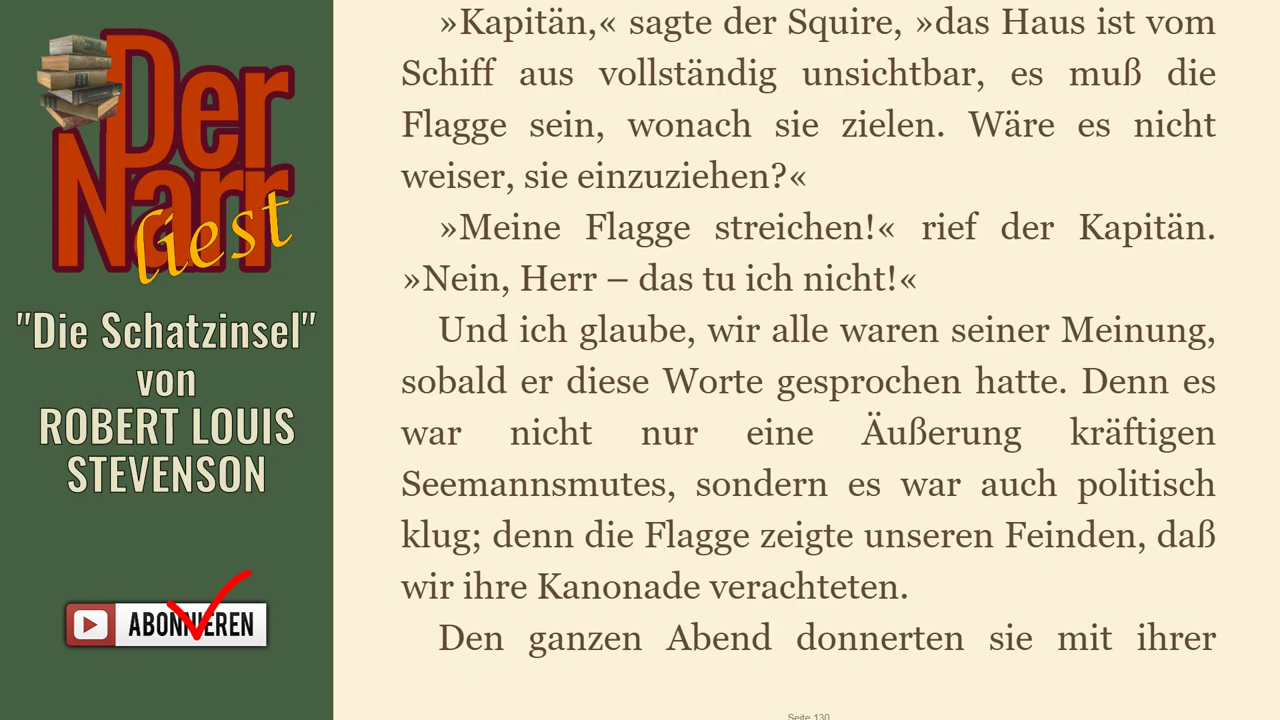 Der
Narr
liest
"Die Schatzinsel"
von
ROBERT LOUIS
STEVENSON
ABONNIEREN
»Kapitän,« sagte der Squire, »das Haus ist vom
Schiff aus vollständig unsichtbar, es muß die
Flagge sein, wonach sie zielen. Wäre es nicht
weiser, sie einzuziehen?«
»Meine Flagge streichen!« rief der Kapitän.
»Nein, Herr – das tu ich nicht!«
Und ich glaube, wir alle waren seiner Meinung,
sobald er diese Worte gesprochen hatte. Denn es
war nicht nur eine Äußerung kräftigen
Seemannsmutes, sondern es war auch politisch
klug; denn die Flagge zeigte unseren Feinden, daß
wir ihre Kanonade verachteten.
Den ganzen Abend donnerten sie mit ihrer
Seite 130